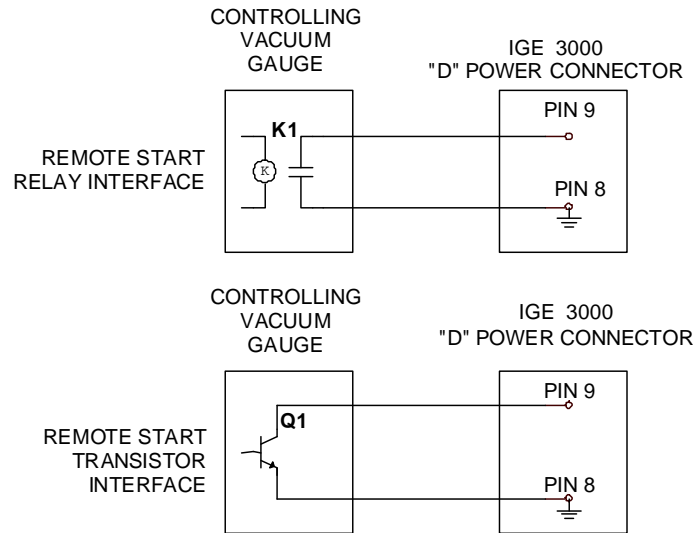 CONTROLLING
VACUUM
GAUGE
IGE 3000
"D" POWER CONNECTOR
PIN 9
K1
K
REMOTE START
RELAY INTERFACE
PIN 8
CONTROLLING
VACUUM
GAUGE
IGE 3000
"D" POWER CONNECTOR
PIN 9
Q1
REMOTE START
TRANSISTOR
INTERFACE
PIN 8